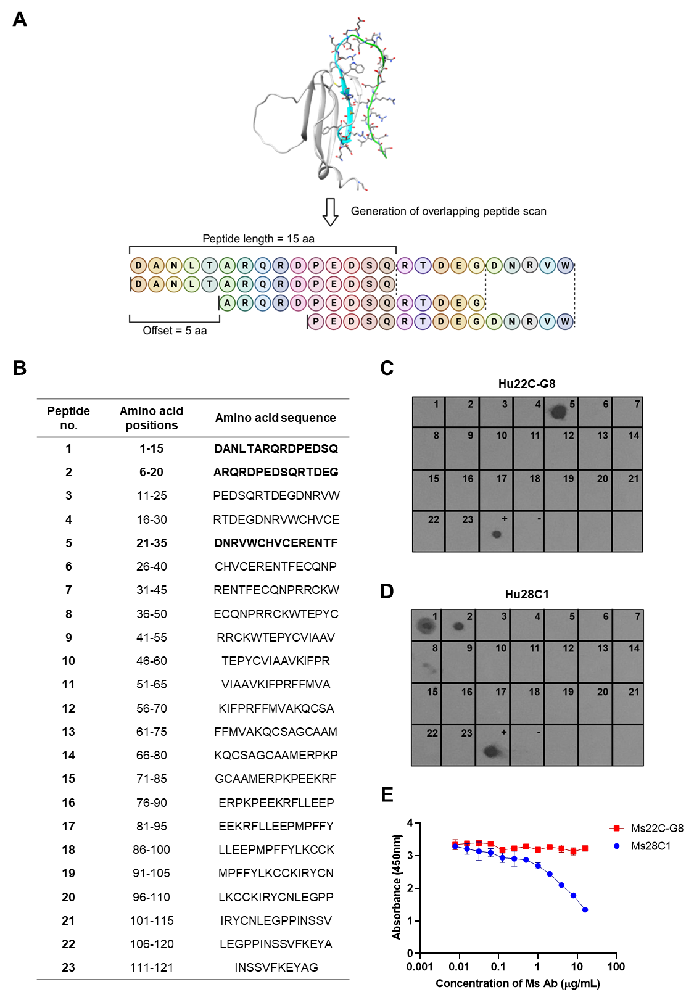 A
Generation of overlapping peptide scan
Peptide length = 15 aa
D A N L T A R Q R D P E D S Q R T D E G D N R V W
D A N L T A R Q R D P E D S Q
A R Q R D P E D S Q R T D E G
P E D S Q R T D E G D N R V W
Offset = 5 aa
B
Peptide no. Amino acid positions Amino acid sequence
1 1-15 DANLTARQRDPEDSQ
2 6-20 ARQRDPEDSQRTDEG
3 11-25 PEDSQRTDEGDNRVW
4 16-30 RTDEGDNRVWCHVCE
5 21-35 DNRVWCHVCERENTF
6 26-40 CHVCERENTFECQNP
7 31-45 RENTFECQNPRRCKW
8 36-50 ECQNPRRCKWTEPYC
9 41-55 RRCKWTEPYCVIAAV
10 46-60 TEPYCVIAAVKIFPR
11 51-65 VIAAVKIFPRFFMVA
12 56-70 KIFPRFFMVAKQCSA
13 61-75 FFMVAKQCSAGCAAM
14 66-80 KQCSAGCAAMERPKP
15 71-85 GCAAMERPKPEEKRF
16 76-90 ERPKPEEKRFLLEEP
17 81-95 EEKRFLLEEPMPFFY
18 86-100 LLEEPMPFFYLKCCK
19 91-105 MPFFYLKCCKIRYCN
20 96-110 LKCCKIRYCNLEGPP
21 101-115 IRYCNLEGPPINSSV
22 106-120 LEGPPINSSVFKEYA
23 111-121 INSSVFKEYAG
C
Hu22C-G8
1 2 3 4 5 6 7
8 9 10 11 12 13 14
15 16 17 18 19 20 21
22 23 + -
D
Hu28C1
1 2 3 4 5 6 7
8 9 10 11 12 13 14
15 16 17 18 19 20 21
22 23 + -
E
Absorbance (450nm)
4
3
2
1
0
0.001 0.01 0.1 1 10 100
Concentration of Ms Ab (μg/mL)
Ms22C-G8
Ms28C1